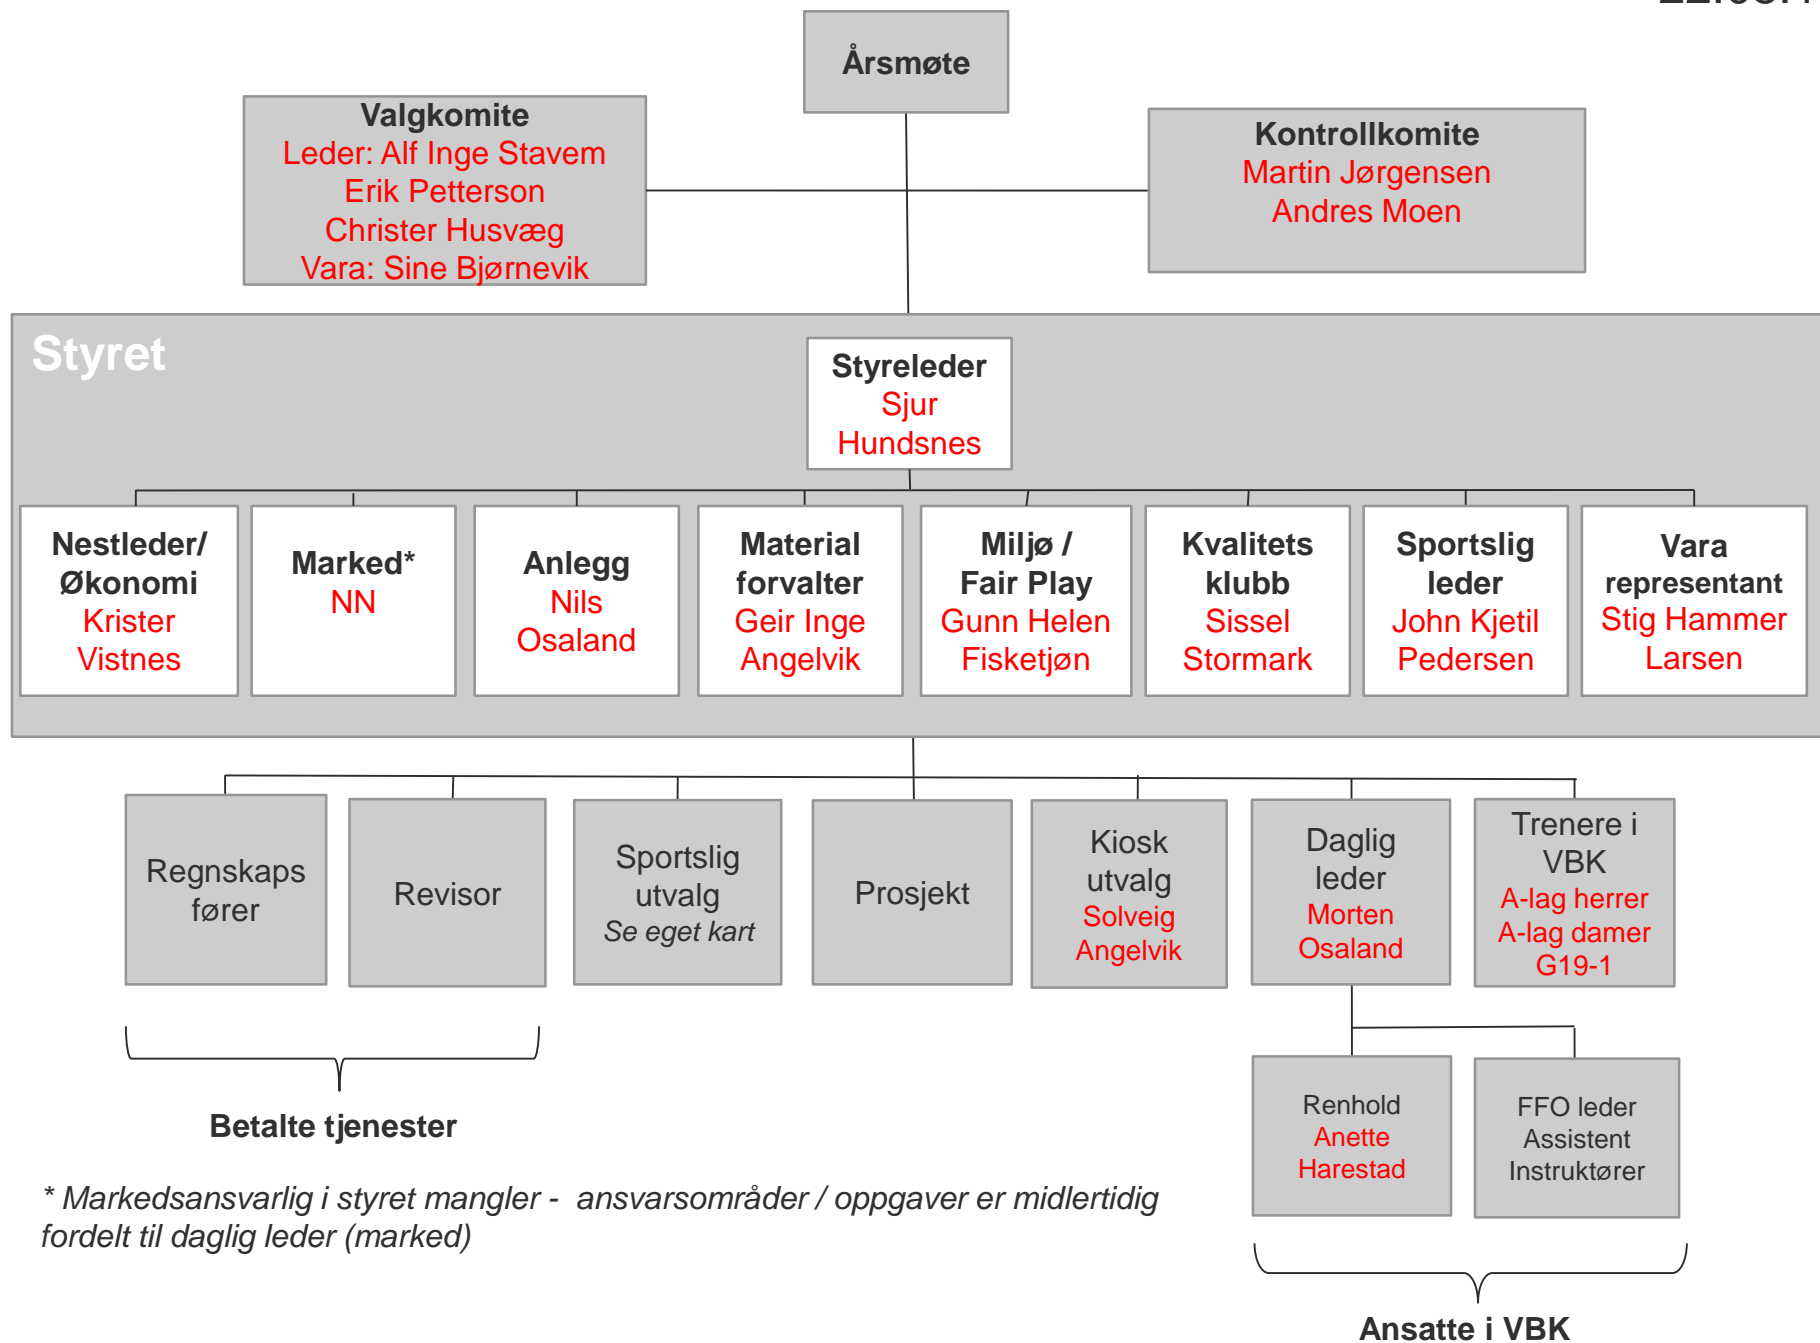 Årsmøte
Valgkomite
Leder: Alf Inge Stavem
Erik Petterson
Christer Husvæg
Vara: Sine Bjørnevik
Kontrollkomite
Martin Jørgensen
Andres Moen
Styret
Styreleder
Sjur
Hundsnes
Nestleder/
Økonomi
Krister
Vistnes
Marked*
NN
Anlegg
Nils
Osaland
Material
forvalter
Geir Inge
Angelvik
Miljø /
Fair Play
Gunn Helen
Fisketjøn
Kvalitets
klubb
Sissel
Stormark
Sportslig
leder
John Kjetil
Pedersen
Vara
representant
Stig Hammer
Larsen
Regnskaps
fører
Revisor
Sportslig
utvalg
Se eget kart
Prosjekt
Kiosk
utvalg
Solveig
Angelvik
Daglig
leder
Morten
Osaland
Trenere i
VBK
A-lag herrer
A-lag damer
G19-1
Betalte tjenester
Renhold
Anette
Harestad
FFO leder
Assistent
Instruktører
* Markedsansvarlig i styret mangler - ansvarsområder / oppgaver er midlertidig
fordelt til daglig leder (marked)
Ansatte i VBK